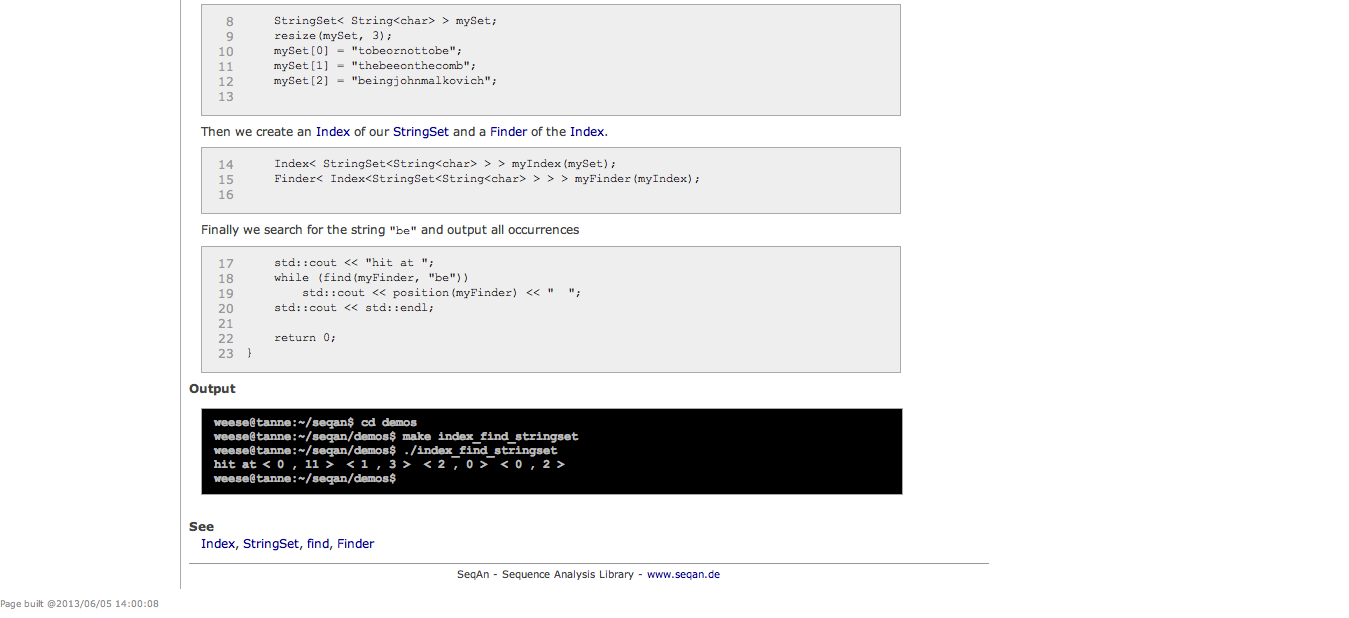 8 StringSet< String<char> > mySet;
9 resize(mySet, 3);
10 mySet[0] = "tobeornottobe";
11 mySet[1] = "thebeeonthecomb";
12 mySet[2] = "beingjohnmalkovich";
13
Then we create an Index of our StringSet and a Finder of the Index.
14 Index< StringSet<String<char> > > myIndex(mySet);
15 Finder< Index<StringSet<String<char> > > > myFinder(myIndex);
16
Finally we search for the string "be" and output all occurrences
17 std::cout << "hit at ";
18 while (find(myFinder, "be"))
19 std::cout << position(myFinder) << "  ";
20 std::cout << std::endl;
21
22 return 0;
23 }
Output
weese@tanne:~/seqan$ cd demos
weese@tanne:~/seqan/demos$ make index_find_stringset
weese@tanne:~/seqan/demos$ ./index_find_stringset
hit at < 0 , 11 >  < 1 , 3 >  < 2 , 0 >  < 0 , 2 >
weese@tanne:~/seqan/demos$
See
Index, StringSet, find, Finder
SeqAn - Sequence Analysis Library - www.seqan.de
Page built @2013/06/05 14:00:08